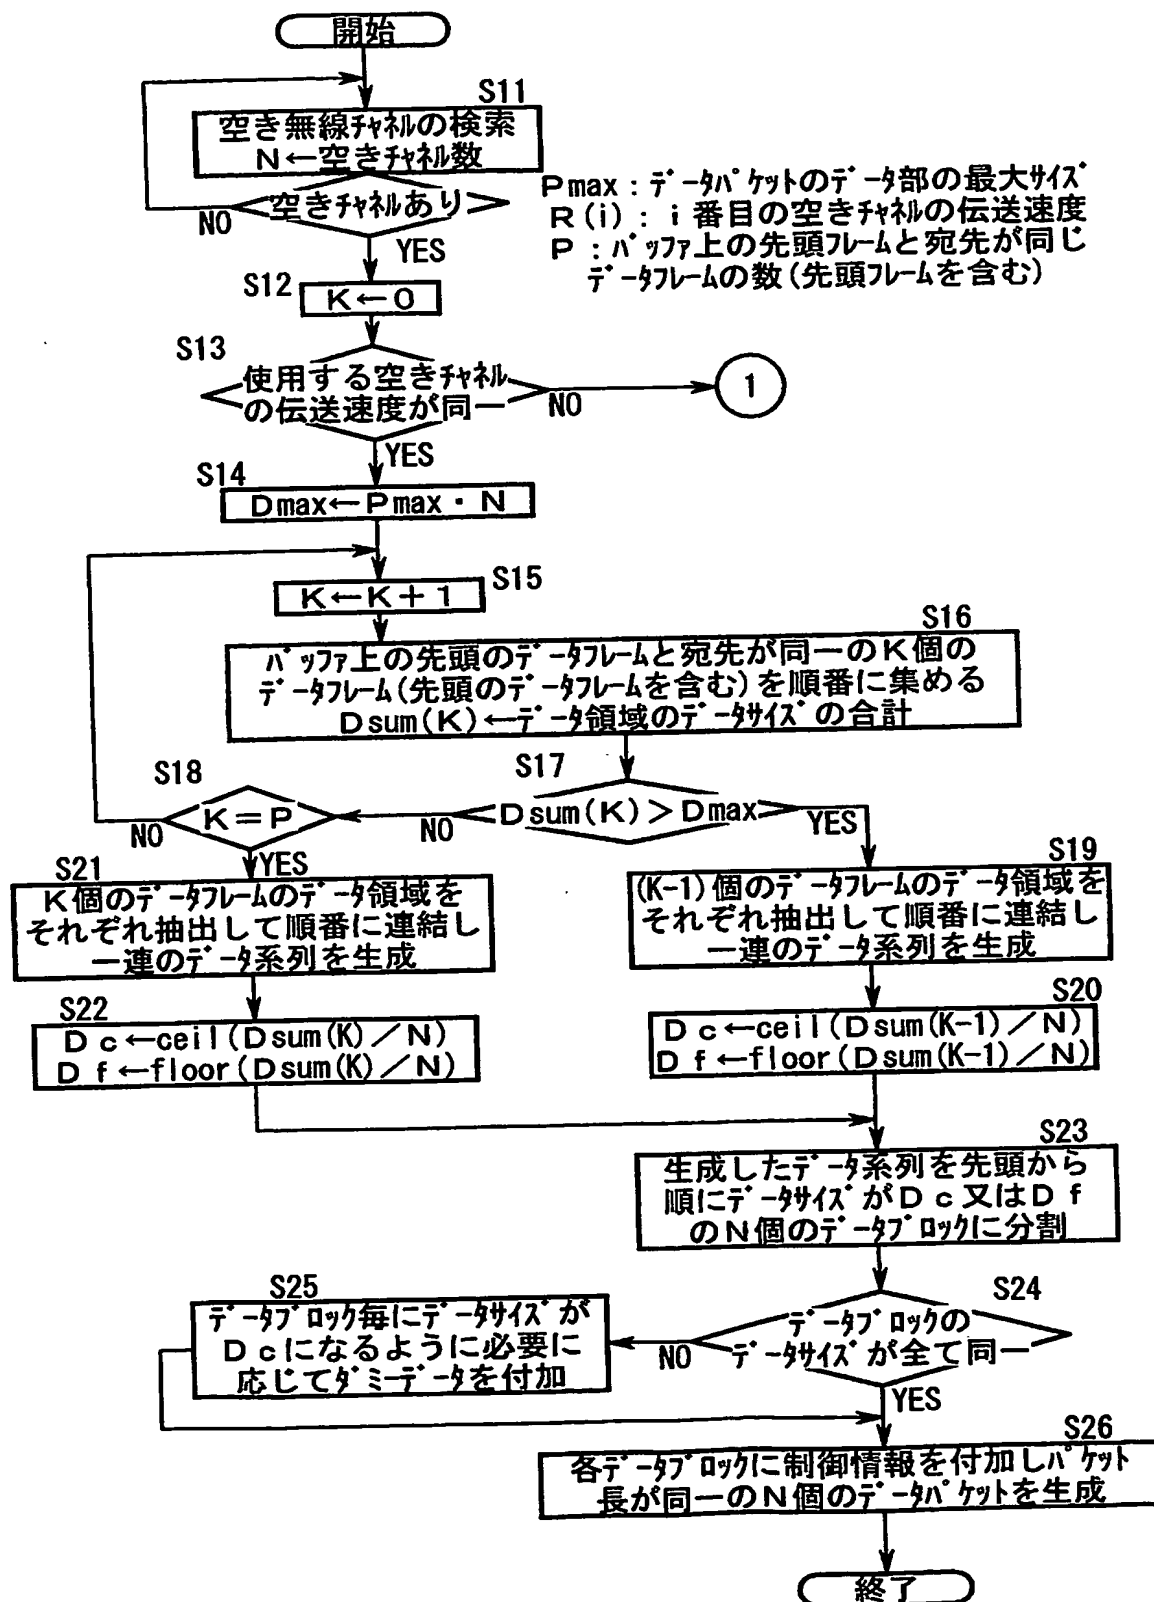 開始
S11
空き無線チャネルの検索
N←空きチャネル数
空きチャネルあり
NO
YES
Pmax：データパケットのデータ部の最大サイズ
R(i)：i番目の空きチャネルの伝送速度
P：バッファ上の先頭フレームと宛先が同じ
データフレームの数(先頭フレームを含む)
S12
K←0
S13
使用する空きチャネル
の伝送速度が同一
NO
1
YES
S14
Dmax←Pmax・N
S15
K←K＋1
S16
バッファ上の先頭のデータフレームと宛先が同一のK個の
データフレーム(先頭のデータフレームを含む)を順番に集める
Dsum(K)←データ領域のデータサイズの合計
S17
Dsum(K)＞Dmax
NO
YES
S18
K＝P
NO
YES
S21
K個のデータフレームのデータ領域を
それぞれ抽出して順番に連結し
一連のデータ系列を生成
S19
(K-1)個のデータフレームのデータ領域を
それぞれ抽出して順番に連結し
一連のデータ系列を生成
S22
Dc←ceil(Dsum(K)／N)
Df←floor(Dsum(K)／N)
S20
Dc←ceil(Dsum(K-1)／N)
Df←floor(Dsum(K-1)／N)
S23
生成したデータ系列を先頭から
順にデータサイズがDc又はDf
のN個のデータブロックに分割
S24
データブロックの
データサイズが全て同一
NO
YES
S25
データブロック毎にデータサイズが
Dcになるように必要に
応じてダミーデータを付加
S26
各データブロックに制御情報を付加しパケット
長が同一のN個のデータパケットを生成
終了